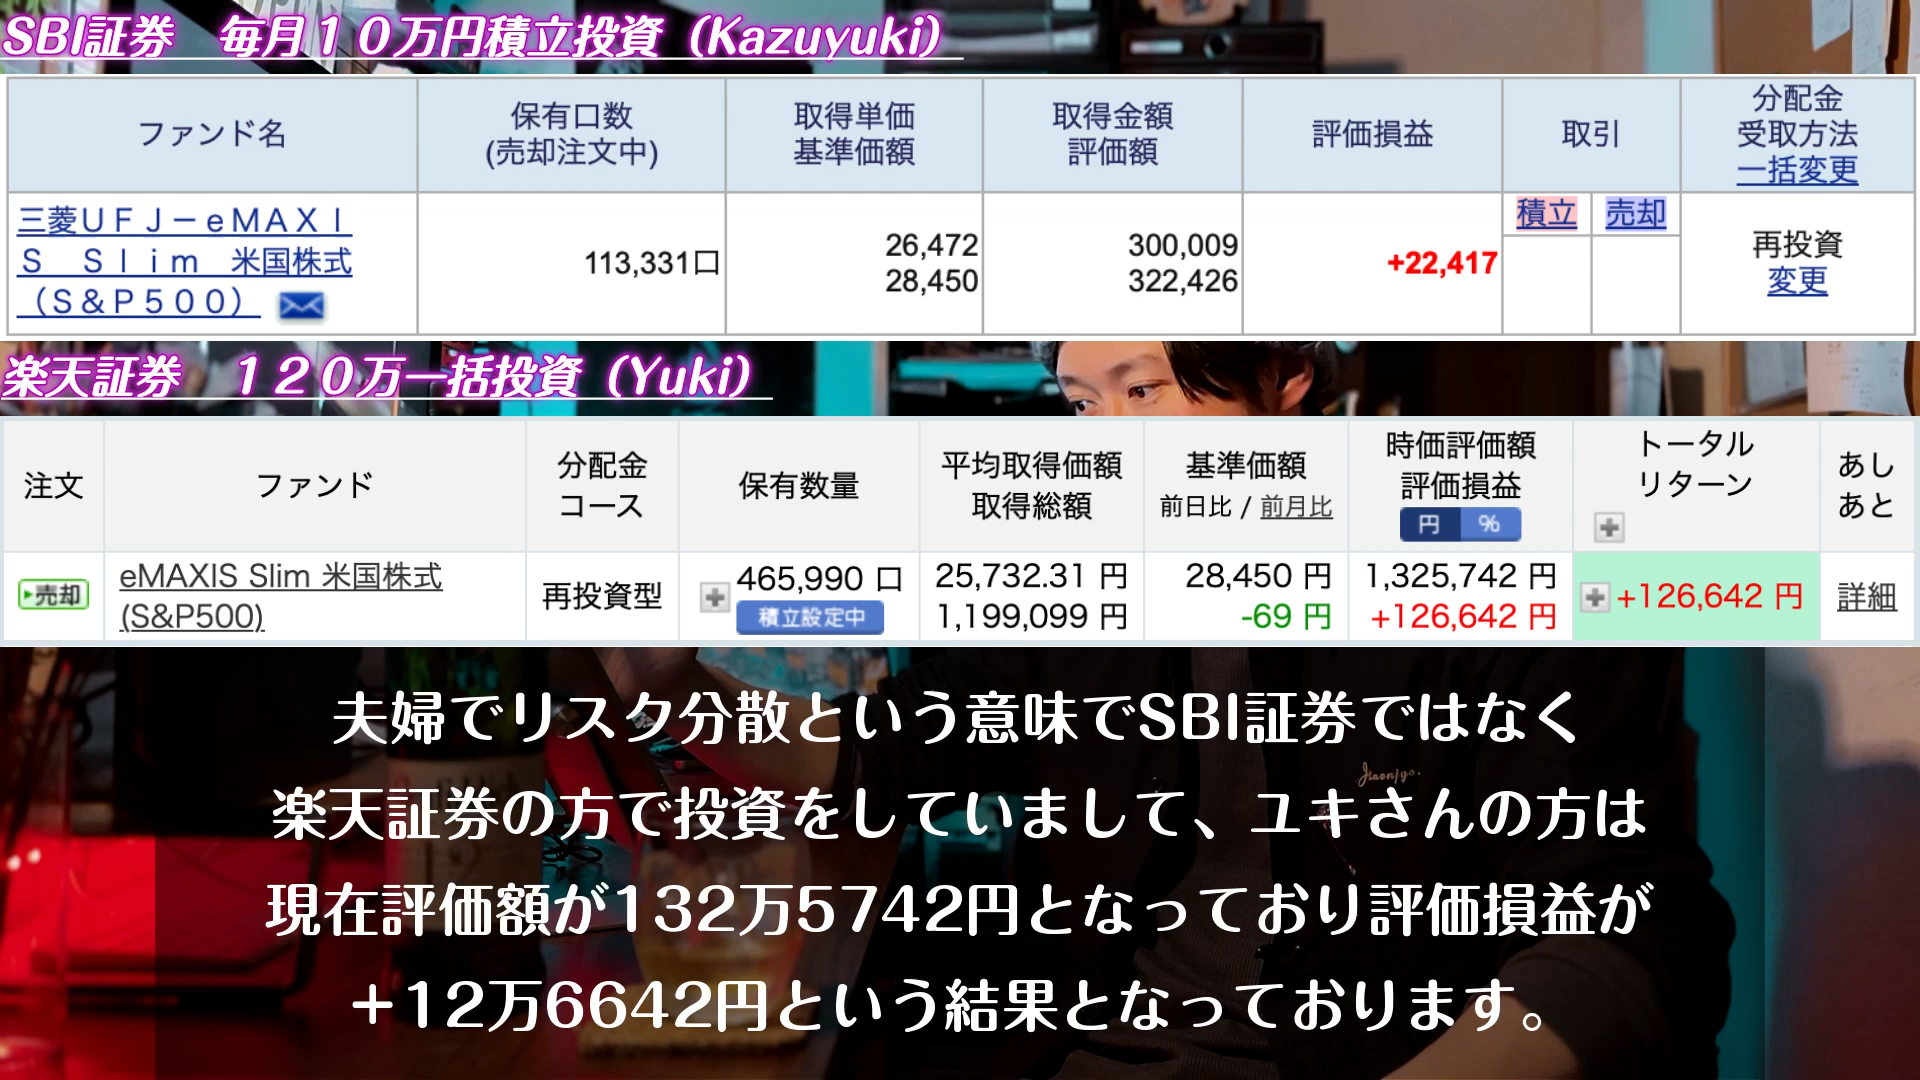 SBI証券　毎月１０万円積立投資（Kazuyuki）
ファンド名
保有口数
(売却注文中)
取得単価
基準価額
取得金額
評価額
評価損益
取引
分配金
受取方法
一括変更
三菱ＵＦＪ－ｅＭＡＸＩ
Ｓ　Ｓｌｉｍ　米国株式
（Ｓ＆Ｐ５００）
113,331口
26,472
28,450
300,009
322,426
+22,417
積立
売却
再投資
変更
楽天証券　１２０万一括投資（Yuki）
注文
ファンド
分配金
コース
保有数量
平均取得価額
取得総額
基準価額
前日比 / 前月比
時価評価額
評価損益
円 %
トータル
リターン
あし
あと
売却
eMAXIS Slim 米国株式
(S&P500)
再投資型
465,990 口
積立設定中
25,732.31 円
1,199,099 円
28,450 円
-69 円
1,325,742 円
+126,642 円
+126,642 円
詳細
夫婦でリスク分散という意味でSBI証券ではなく
楽天証券の方で投資をしていまして、ユキさんの方は
現在評価額が132万5742円となっており評価損益が
＋12万6642円という結果となっております。